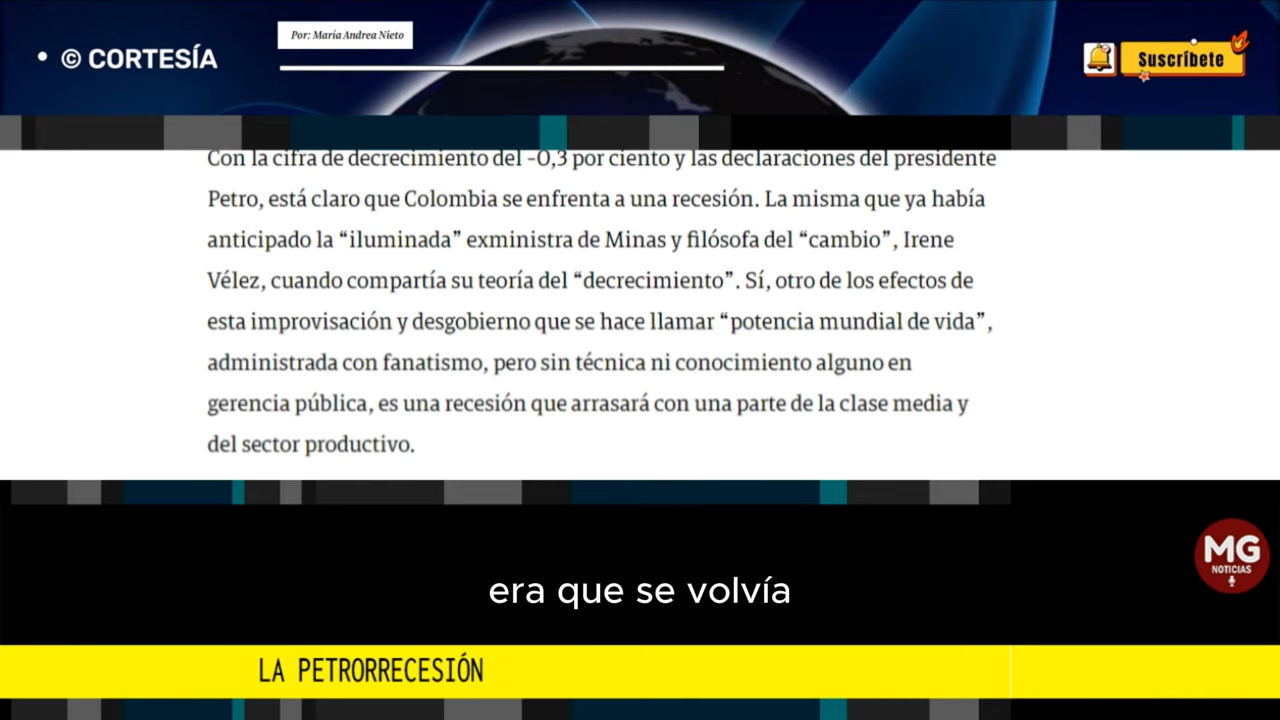 Por: María Andrea Nieto
• © CORTESÍA
Suscríbete
Con la cifra de decrecimiento del -0,3 por ciento y las declaraciones del presidente
Petro, está claro que Colombia se enfrenta a una recesión. La misma que ya había
anticipado la “iluminada” exministra de Minas y filósofa del “cambio”, Irene
Vélez, cuando compartía su teoría del “decrecimiento”. Sí, otro de los efectos de
esta improvisación y desgobierno que se hace llamar “potencia mundial de vida”,
administrada con fanatismo, pero sin técnica ni conocimiento alguno en
gerencia pública, es una recesión que arrasará con una parte de la clase media y
del sector productivo.
MG
NOTICIAS
era que se volvía
LA PETRORRECESIÓN